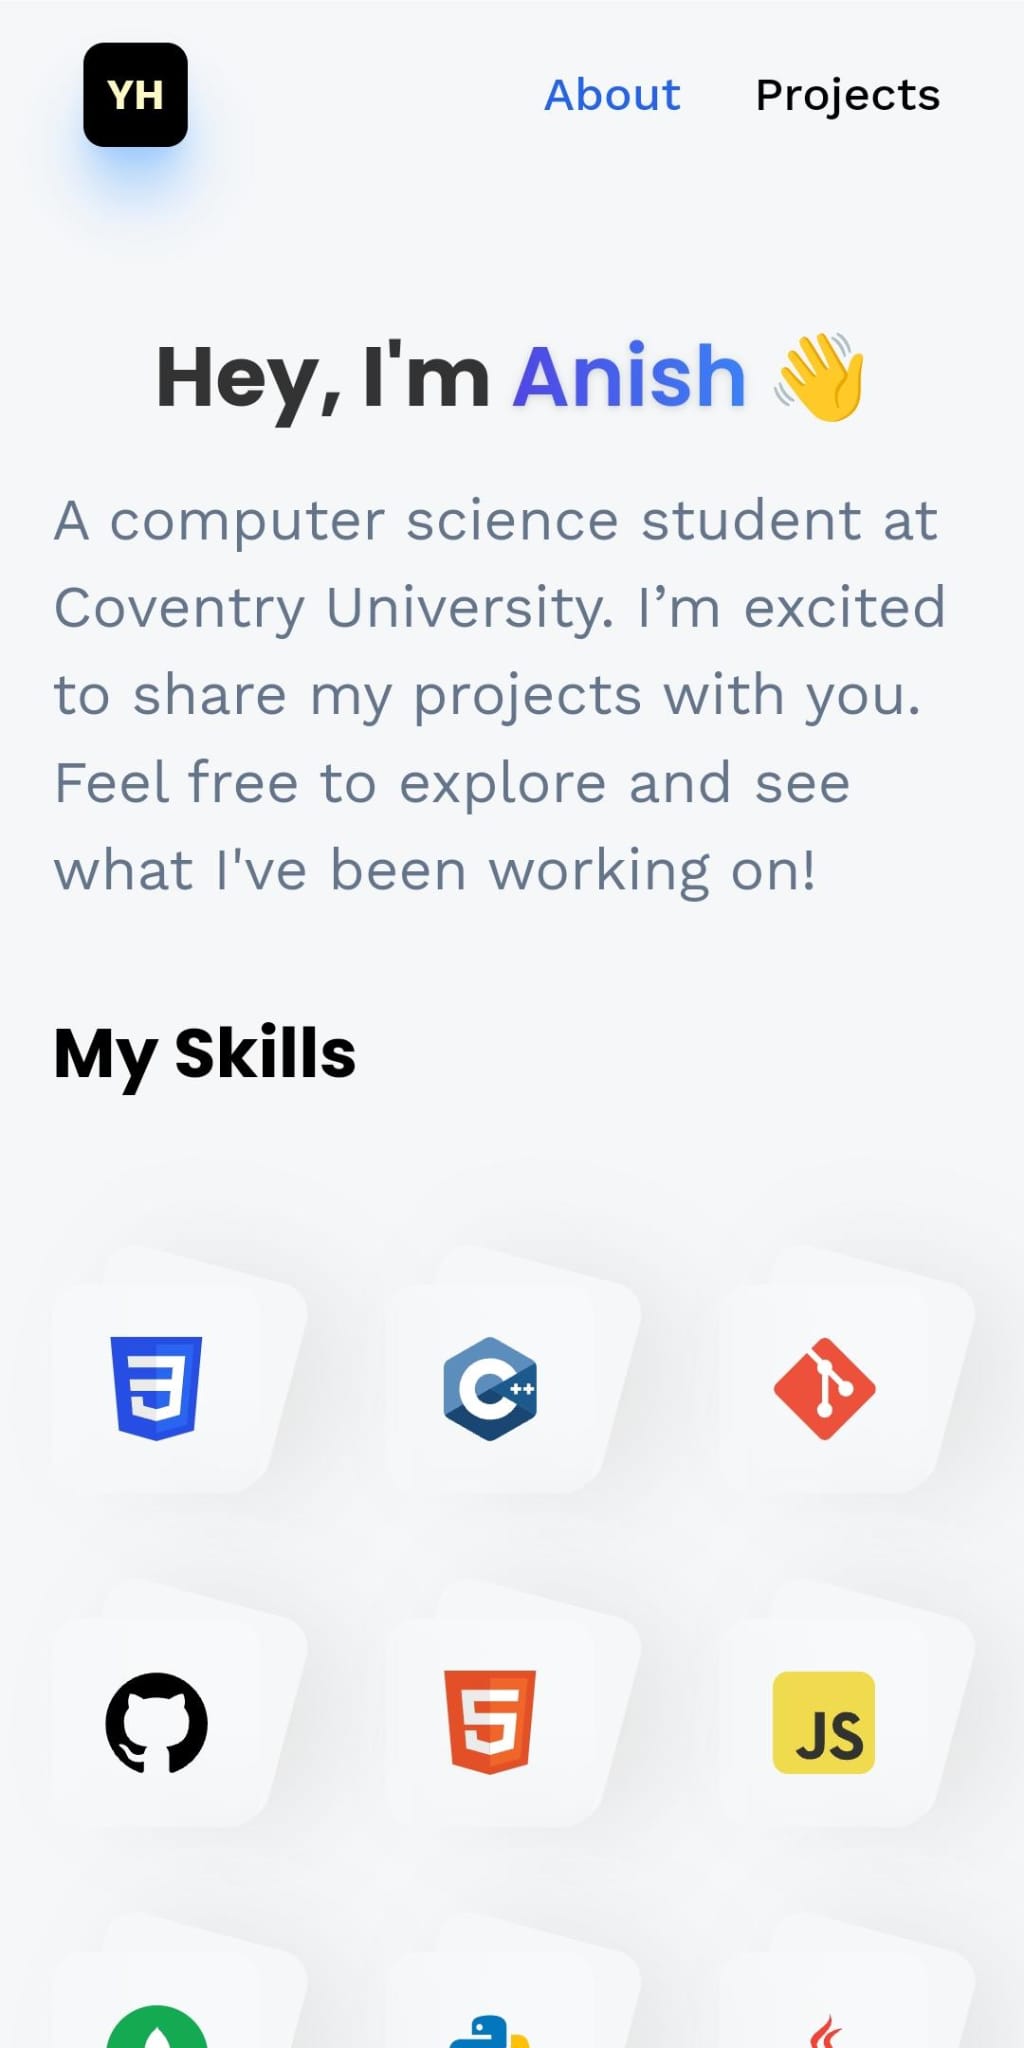 YH
About Projects
Hey, I'm Anish 👋
A computer science student at
Coventry University. I’m excited
to share my projects with you.
Feel free to explore and see
what I've been working on!
My Skills
C ++
5
JS